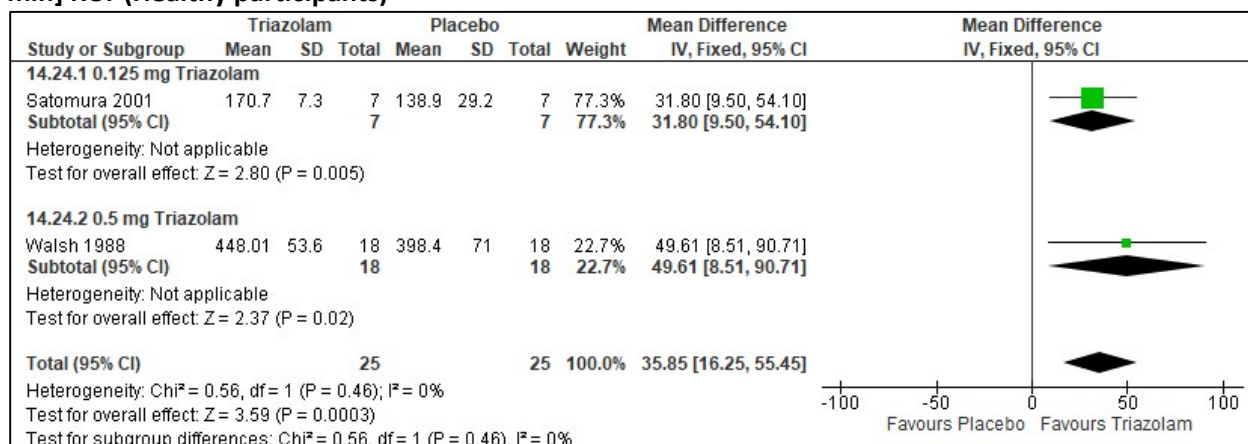 min] NOF (Healthy participants)
Triazolam Placebo Mean Difference Mean Difference
Study or Subgroup Mean SD Total Mean SD Total Weight IV, Fixed, 95% CI IV, Fixed, 95% CI
14.24.1 0.125 mg Triazolam
Satomura 2001 170.7 7.3 7 138.9 29.2 7 77.3% 31.80 [9.50, 54.10]
Subtotal (95% CI) 7 7 77.3% 31.80 [9.50, 54.10]
Heterogeneity: Not applicable
Test for overall effect: Z = 2.80 (P = 0.005)
14.24.2 0.5 mg Triazolam
Walsh 1988 448.01 53.6 18 398.4 71 18 22.7% 49.61 [8.51, 90.71]
Subtotal (95% CI) 18 18 22.7% 49.61 [8.51, 90.71]
Heterogeneity: Not applicable
Test for overall effect: Z = 2.37 (P = 0.02)
Total (95% CI) 25 25 100.0% 35.85 [16.25, 55.45]
Heterogeneity: Chi² = 0.56, df = 1 (P = 0.46); I² = 0%
Test for overall effect: Z = 3.59 (P = 0.0003)
Test for subgroup differences: Chi² = 0.56, df = 1 (P = 0.46), I² = 0%
-100 -50 0 50 100
Favours Placebo Favours Triazolam